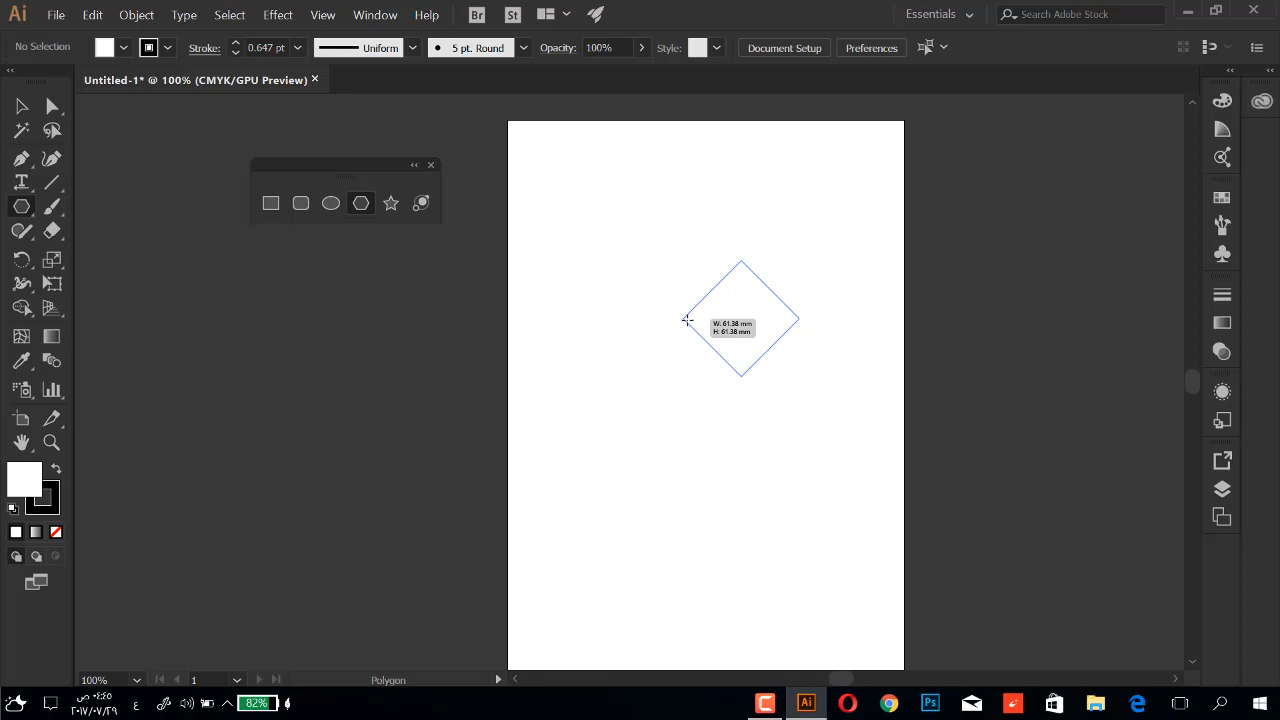 Ai File Edit Object Type Select Effect View Window Help Br St Essentials Search Adobe Stock
No Selection Stroke: 0.647 pt Uniform 5 pt. Round Opacity: 100% Style: Document Setup Preferences
Untitled-1* @ 100% (CMYK/GPU Preview)
W: 61.38 mm
H: 61.38 mm
100% 1 Polygon
82% ع Ai Ps